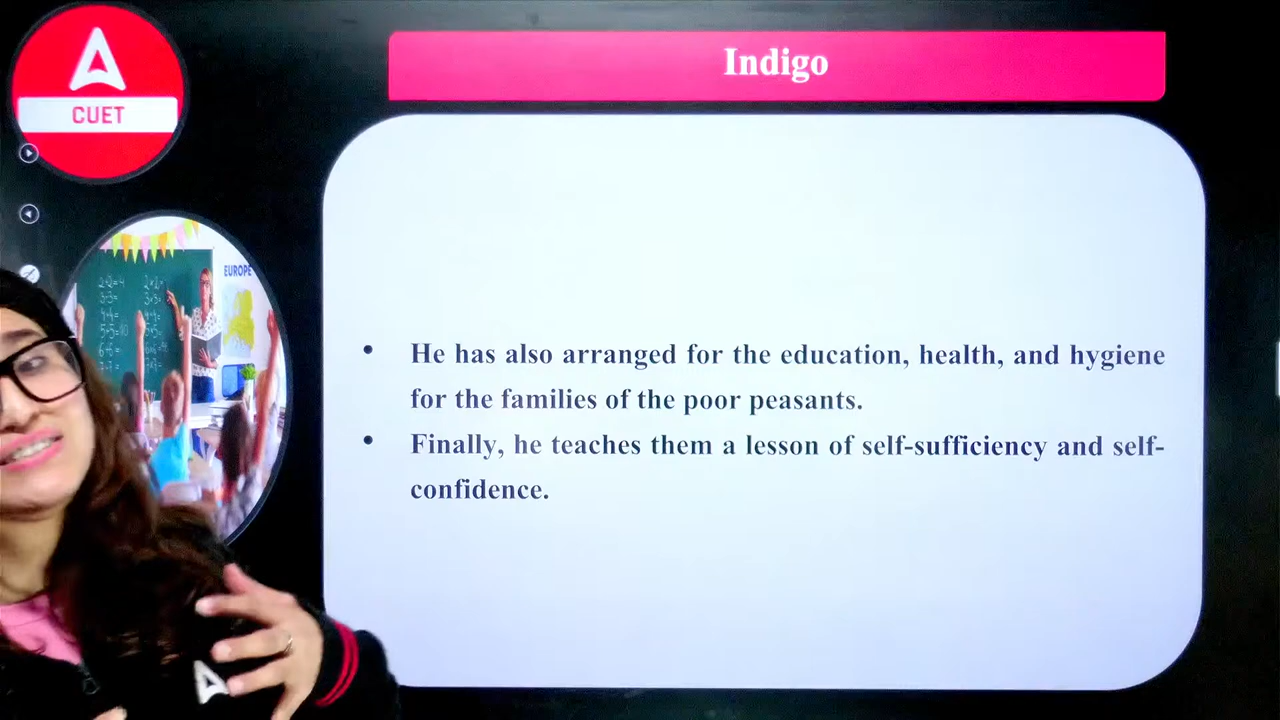 Indigo
CUET
EUROPE
• He has also arranged for the education, health, and hygiene
for the families of the poor peasants.
• Finally, he teaches them a lesson of self-sufficiency and self-
confidence.